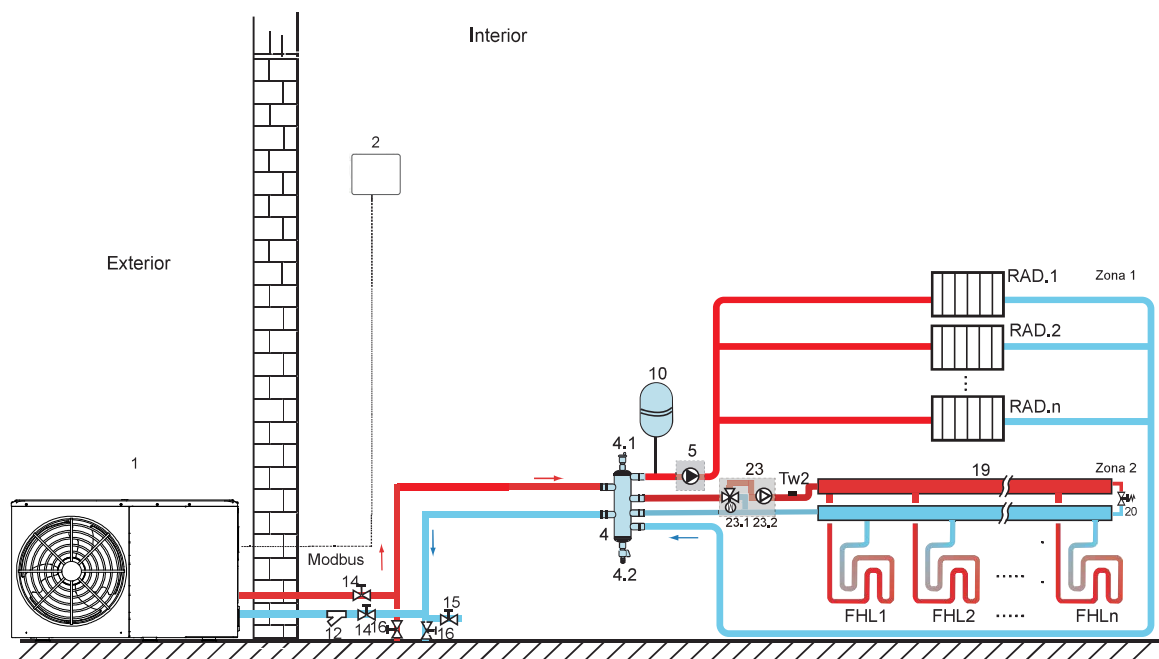 Interior
2
Exterior
RAD.1
Zona 1
RAD.2
10
RAD.n
4.1
5
1
23
Tw2
19
Zona 2
23.1
23.2
20
4
Modbus
4.2
14
15
12
14
16
16
FHL1
FHL2
FHLn